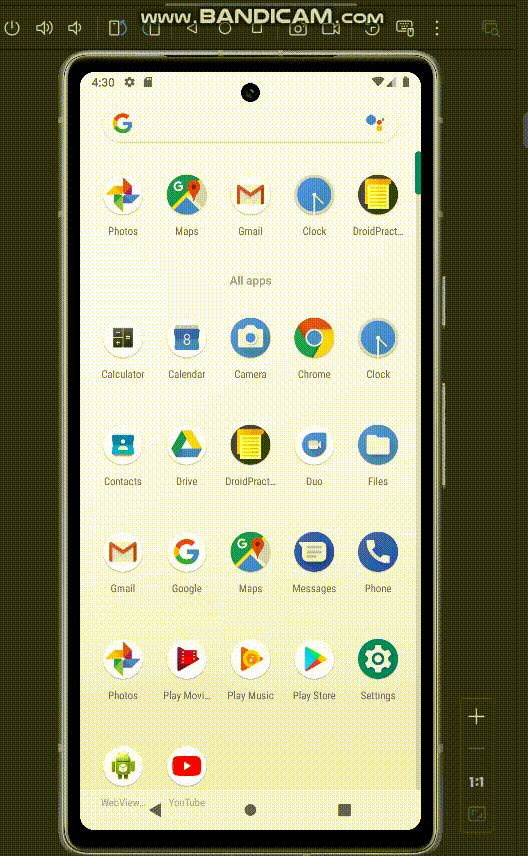 www.BANDICAM.com
4:30
Photos Maps Gmail Clock DroidPract...
All apps
Calculator Calendar Camera Chrome Clock
8
Contacts Drive DroidPract... Duo Files
Gmail Google Maps Messages Phone
Photos Play Movi... Play Music Play Store Settings
1:1
WebView... YouTube